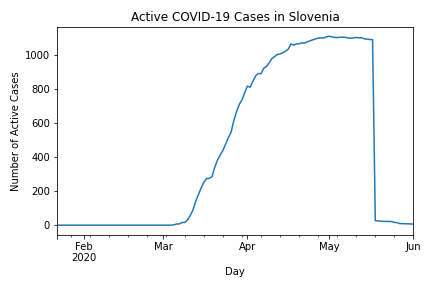 Active COVID-19 Cases in Slovenia
Number of Active Cases
1000
800
600
400
200
0
Feb
2020
Mar
Apr
May
Jun
Day